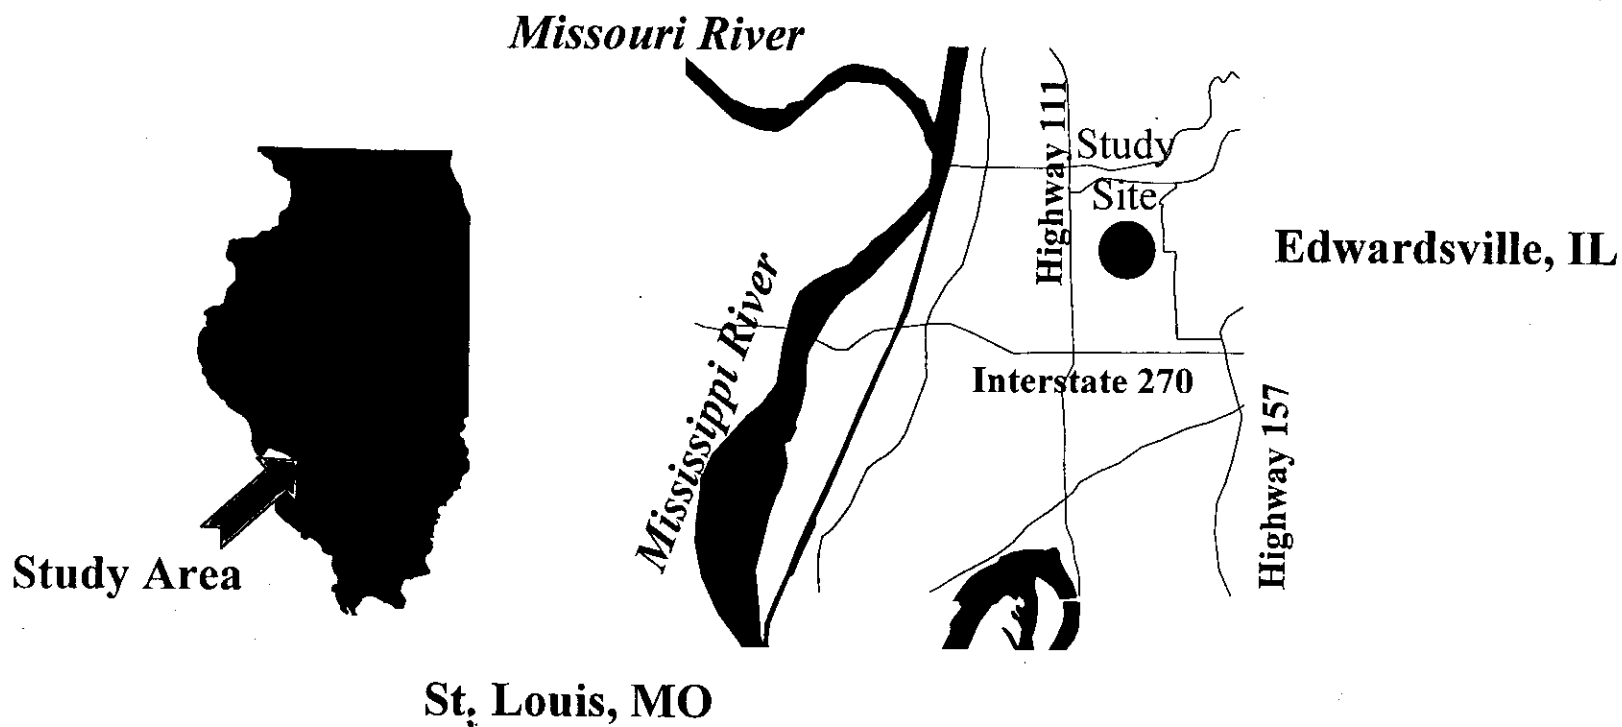 Missouri River
Highway 111
Study
Site
Edwardsville, IL
Mississippi River
Interstate 270
Highway 157
Study Area
St. Louis, MO